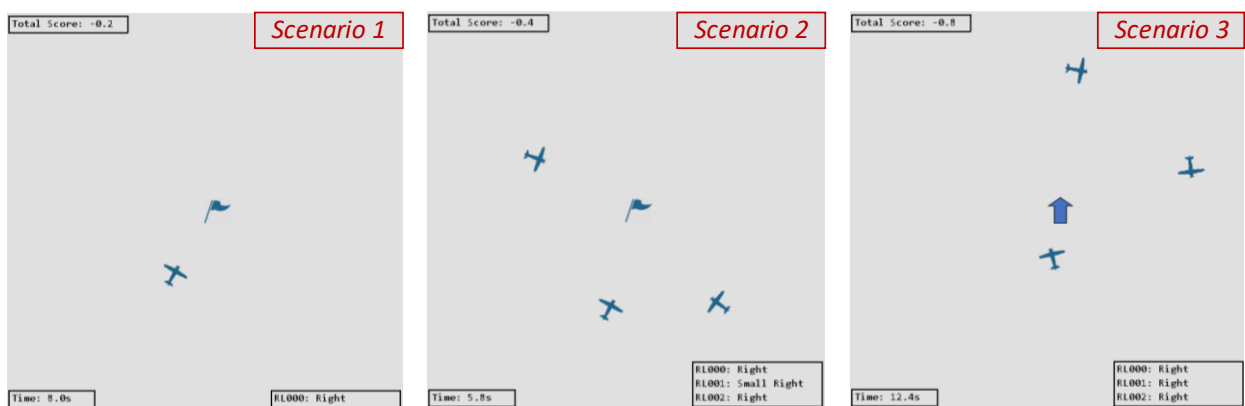 Total Score: -0.2
Scenario 1
Time: 8.0s
RL000: Right
Total Score: -0.4
Scenario 2
Time: 5.8s
RL000: Right
RL001: Small Right
RL002: Right
Total Score: -0.8
Scenario 3
Time: 12.4s
RL000: Right
RL001: Right
RL002: Right